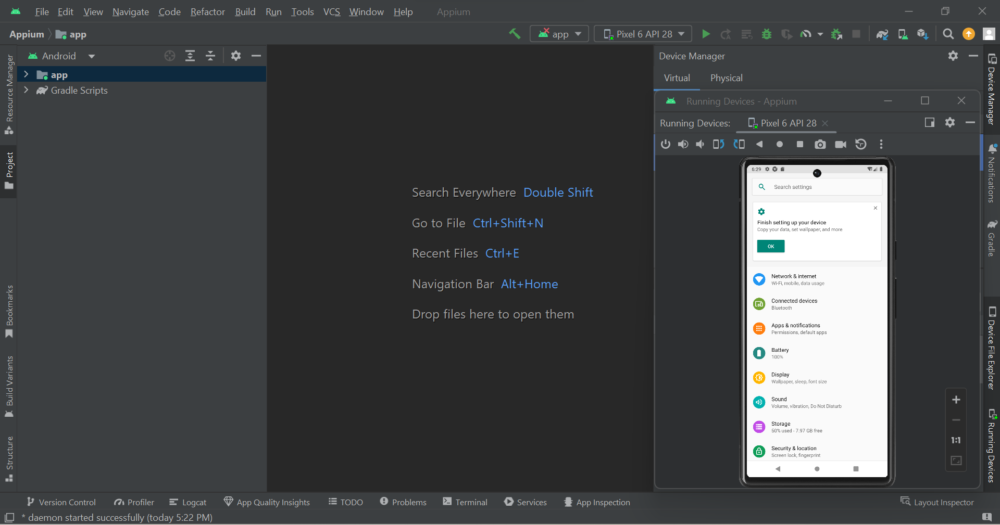 File Edit View Navigate Code Refactor Build Run Tools VCS Window Help Appium
Appium app
app
Pixel 6 API 28
Android
app
Gradle Scripts
Resource Manager
Project
Bookmarks
Build Variants
Structure
Search Everywhere Double Shift
Go to File Ctrl+Shift+N
Recent Files Ctrl+E
Navigation Bar Alt+Home
Drop files here to open them
Device Manager
Virtual Physical
Running Devices - Appium
Running Devices: Pixel 6 API 28
6:29
Search settings
Finish setting up your device
Copy your data, set wallpaper, and more
OK
Network & internet
Wi-Fi, mobile, data usage
Connected devices
Bluetooth
Apps & notifications
Permissions, default apps
Battery
100%
Display
Wallpaper, sleep, font size
Sound
Volume, vibration, Do Not Disturb
Storage
50% used - 7.97 GB free
Security & location
Screen lock, fingerprint
1:1
Device Manager
Notifications
Gradle
Device File Explorer
Running Devices
Version Control Profiler Logcat App Quality Insights TODO Problems Terminal Services App Inspection Layout Inspector
* daemon started successfully (today 5:22 PM)